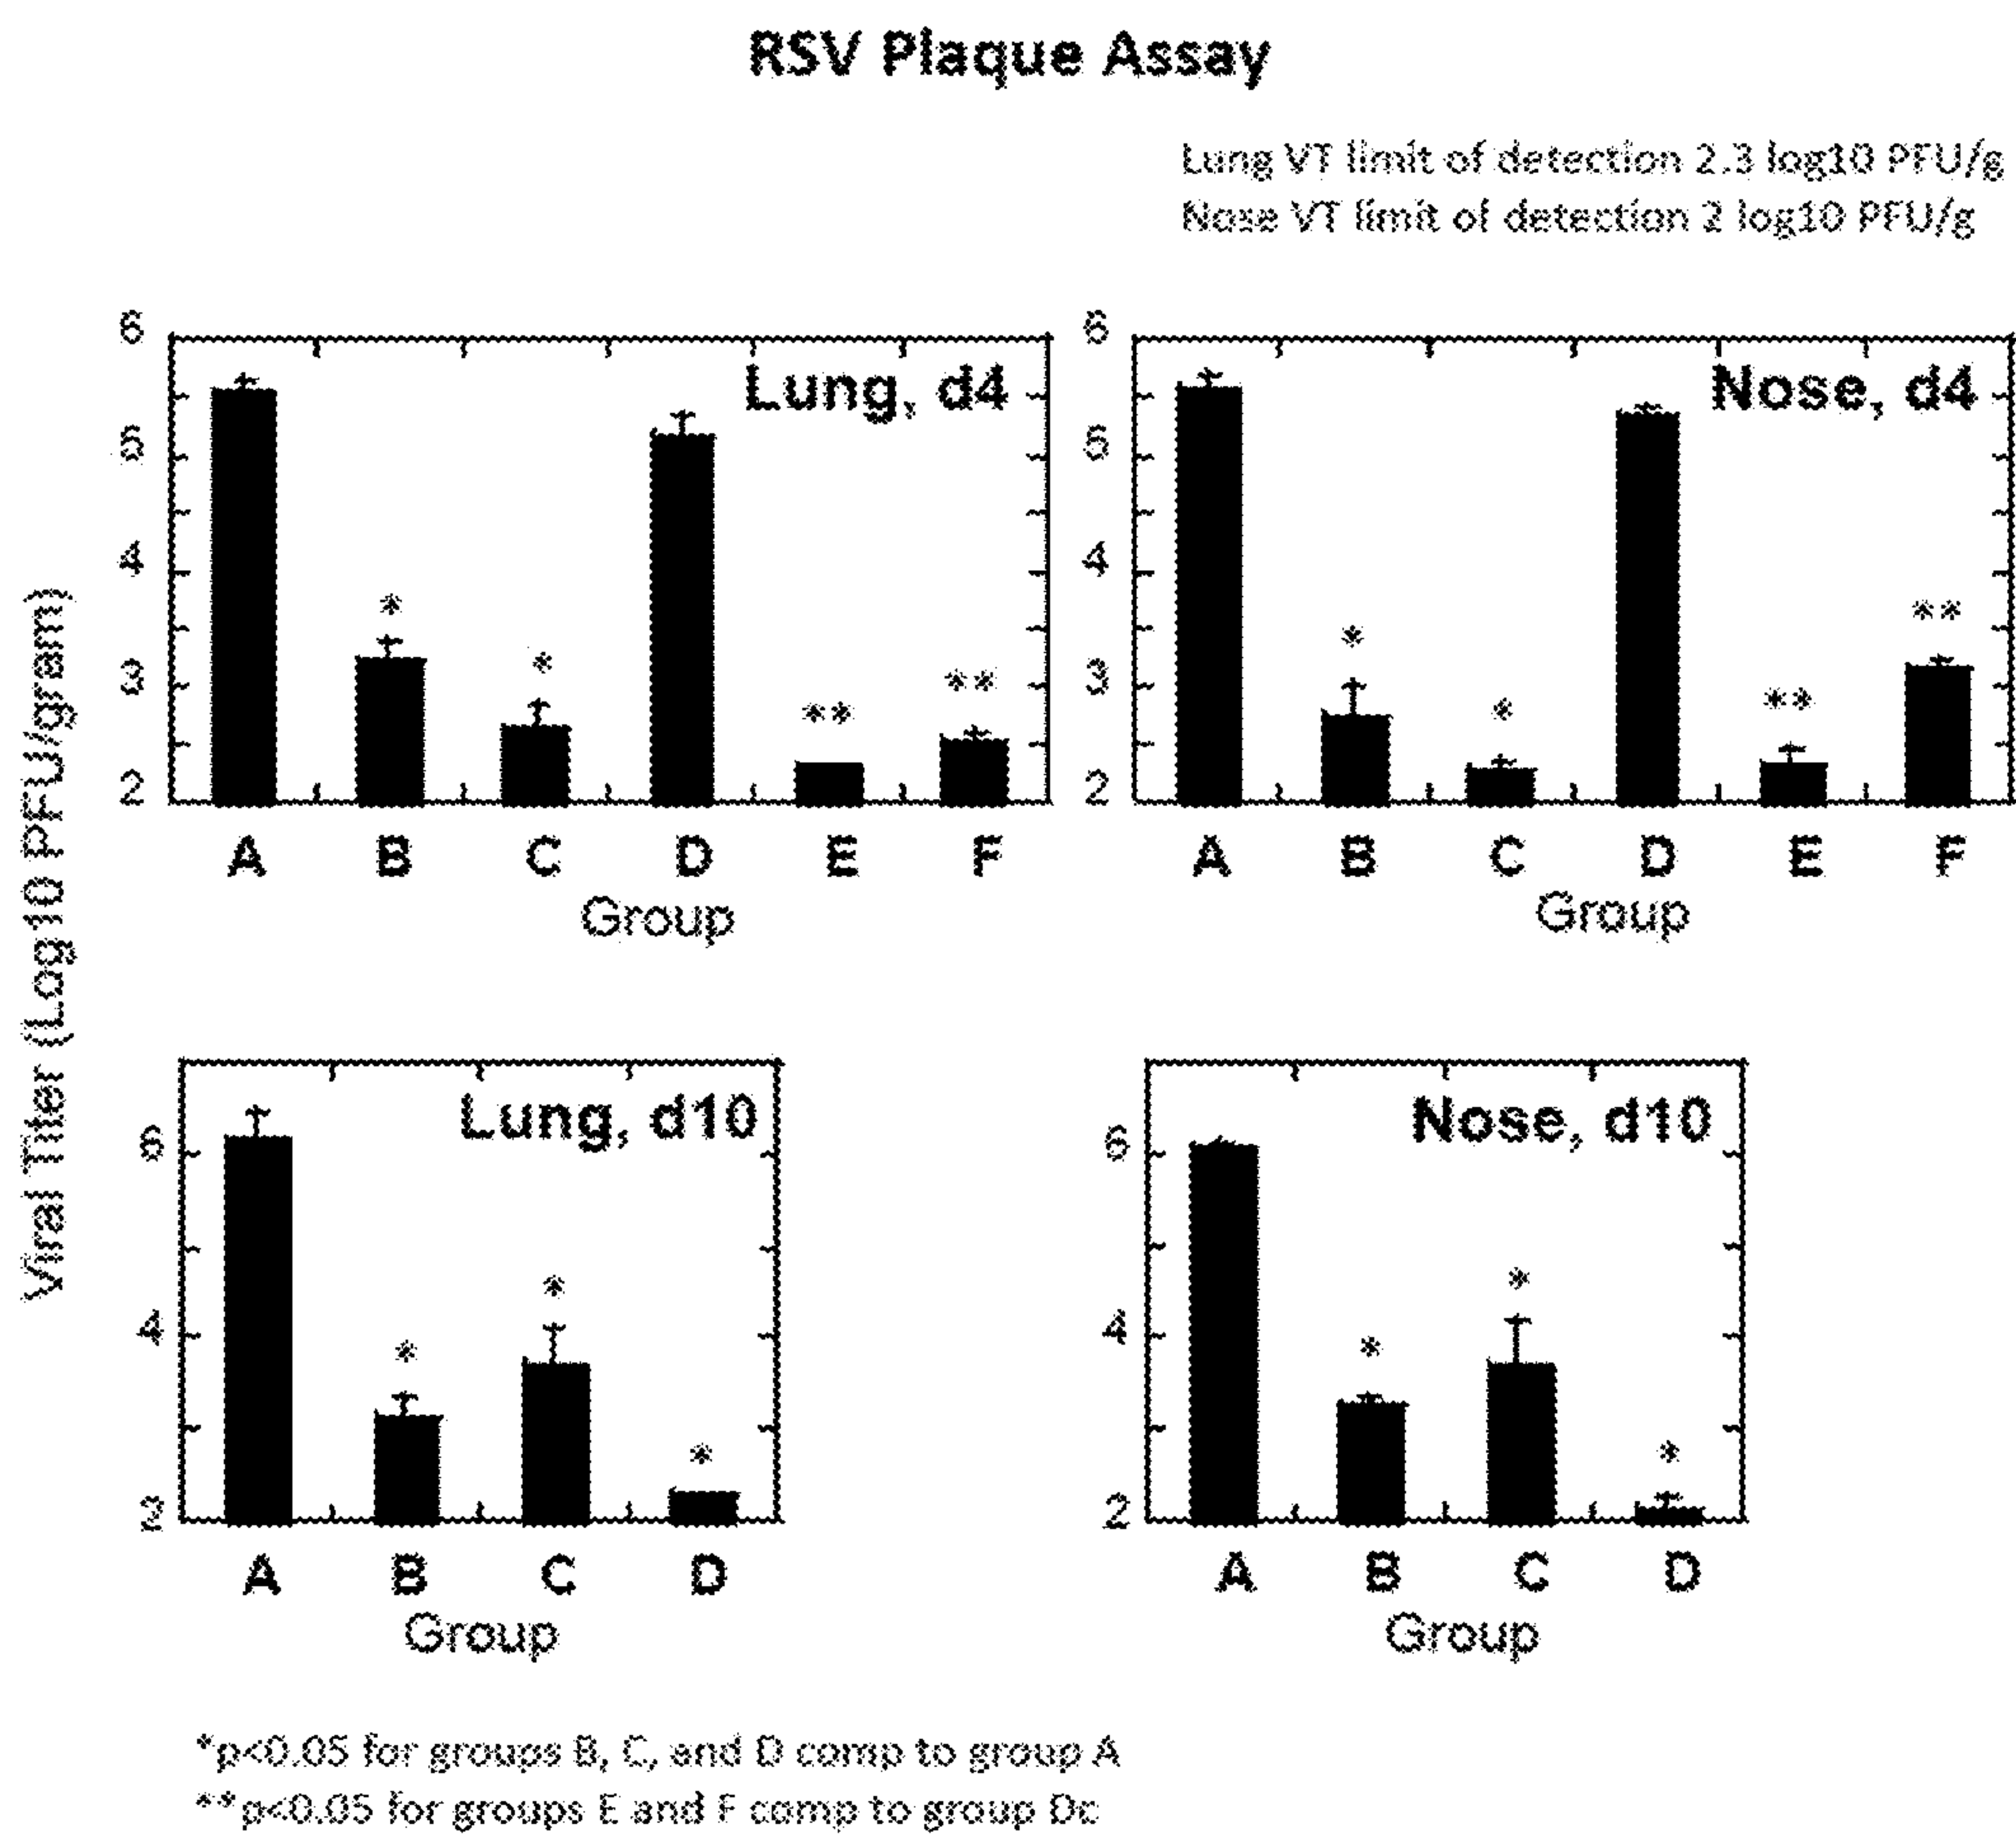 RSV Plaque Assay
Lung VT limit of detection 2.3 log10 PFU/g
Nose VT limit of detection 2 log10 PFU/g
Viral Titer (Log10 PFU/gram)
Lung, d4
6
5
4
3
2
A B C D E F
* * ** **
Group
Nose, d4
6
5
4
3
2
A B C D E F
* * ** **
Group
Lung, d10
6
4
2
A B C D
* * *
Group
Nose, d10
6
4
2
A B C D
* * *
Group
*p<0.05 for groups B, C, and D comp to group A
**p<0.05 for groups E and F comp to group Dc